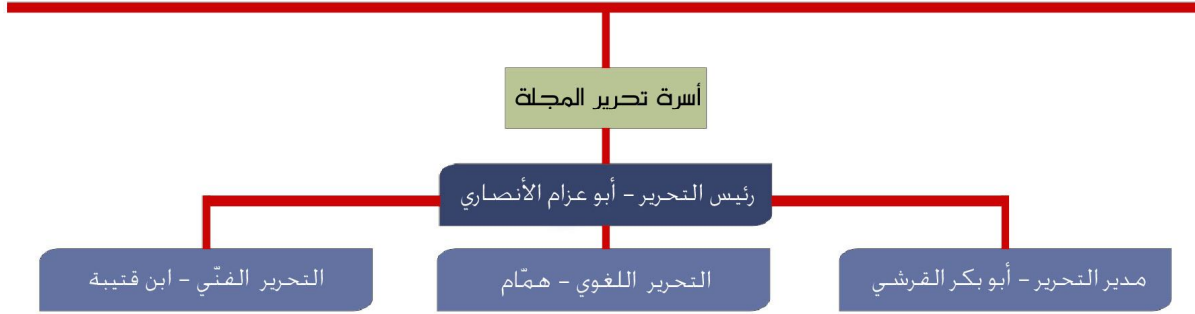 أسرة تحرير المجلة
رئيس التحرير – أبو عزام الأنصاري
مدير التحرير – أبو بكر القرشي
التحرير اللغوي – همّام
التحرير الفنّي – ابن قتيبة